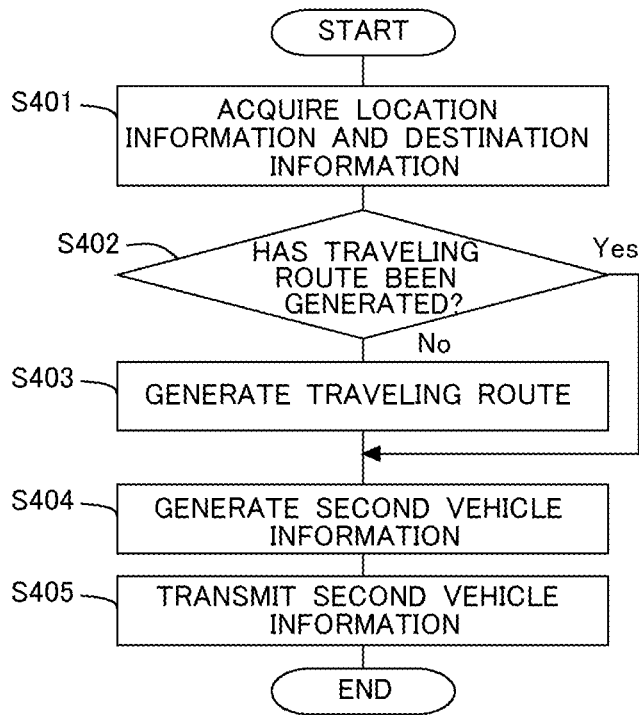 START
S401
ACQUIRE LOCATION
INFORMATION AND DESTINATION
INFORMATION
S402
HAS TRAVELING
ROUTE BEEN
GENERATED?
Yes
No
S403
GENERATE TRAVELING ROUTE
S404
GENERATE SECOND VEHICLE
INFORMATION
S405
TRANSMIT SECOND VEHICLE
INFORMATION
END